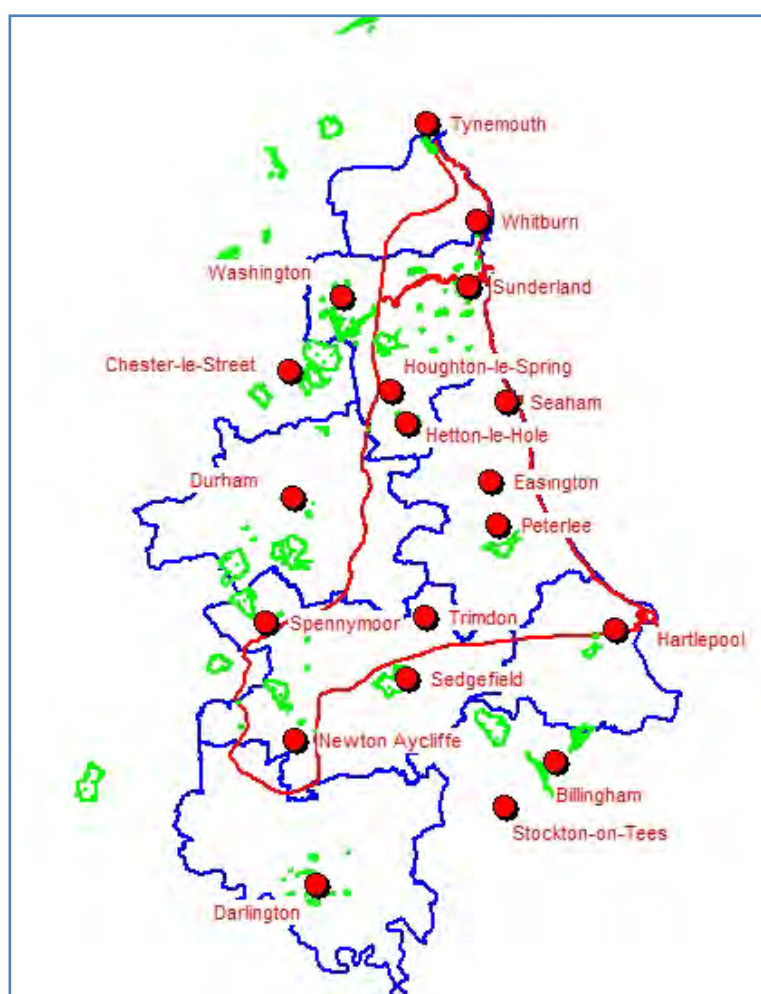 Tynemouth
Whitburn
Washington
Sunderland
Chester-le-Street
Houghton-le-Spring
Seaham
Hetton-le-Hole
Durham
Easington
Peterlee
Spennymoor
Trimdon
Hartlepool
Sedgefield
Newton Aycliffe
Billingham
Stockton-on-Tees
Darlington